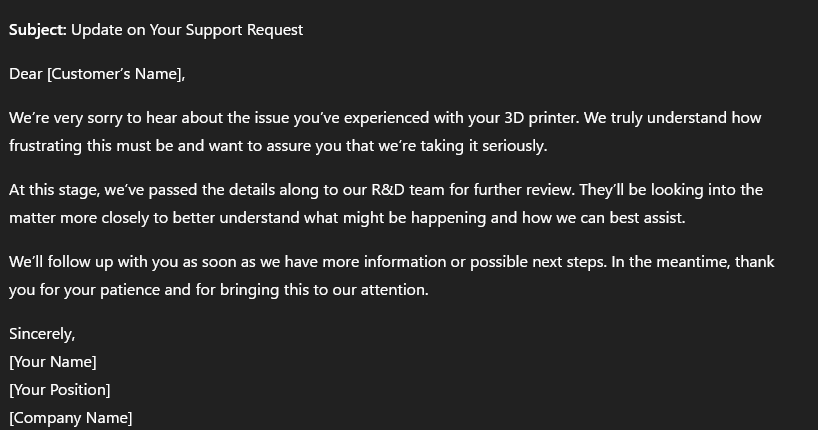 Subject: Update on Your Support Request
Dear [Customer’s Name],
We’re very sorry to hear about the issue you’ve experienced with your 3D printer. We truly understand how
frustrating this must be and want to assure you that we’re taking it seriously.
At this stage, we’ve passed the details along to our R&D team for further review. They’ll be looking into the
matter more closely to better understand what might be happening and how we can best assist.
We’ll follow up with you as soon as we have more information or possible next steps. In the meantime, thank
you for your patience and for bringing this to our attention.
Sincerely,
[Your Name]
[Your Position]
[Company Name]